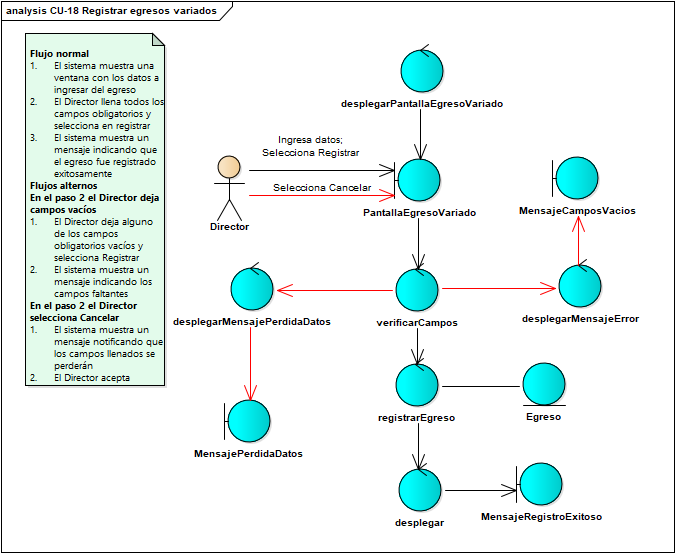 analysis CU-18 Registrar egresos variados
Flujo normal
1. El sistema muestra una
ventana con los datos a
ingresar del egreso
2. El Director llena todos los
campos obligatorios y
selecciona en registrar
3. El sistema muestra un
mensaje indicando que
el egreso fue registrado
exitosamente
Flujos alternos
En el paso 2 el Director deja
campos vacíos
1. El Director deja alguno
de los campos
obligatorios vacíos y
selecciona Registrar
2. El sistema muestra un
mensaje indicando los
campos faltantes
En el paso 2 el Director
selecciona Cancelar
1. El sistema muestra un
mensaje notificando que
los campos llenados se
perderán
2. El Director acepta
desplegarPantallaEgresoVariado
Ingresa datos;
Selecciona Registrar
Selecciona Cancelar
Director
PantallaEgresoVariado
MensajeCamposVacios
desplegarMensajePerdidaDatos
verificarCampos
desplegarMensajeError
registrarEgreso
Egreso
MensajePerdidaDatos
desplegar
MensajeRegistroExitoso